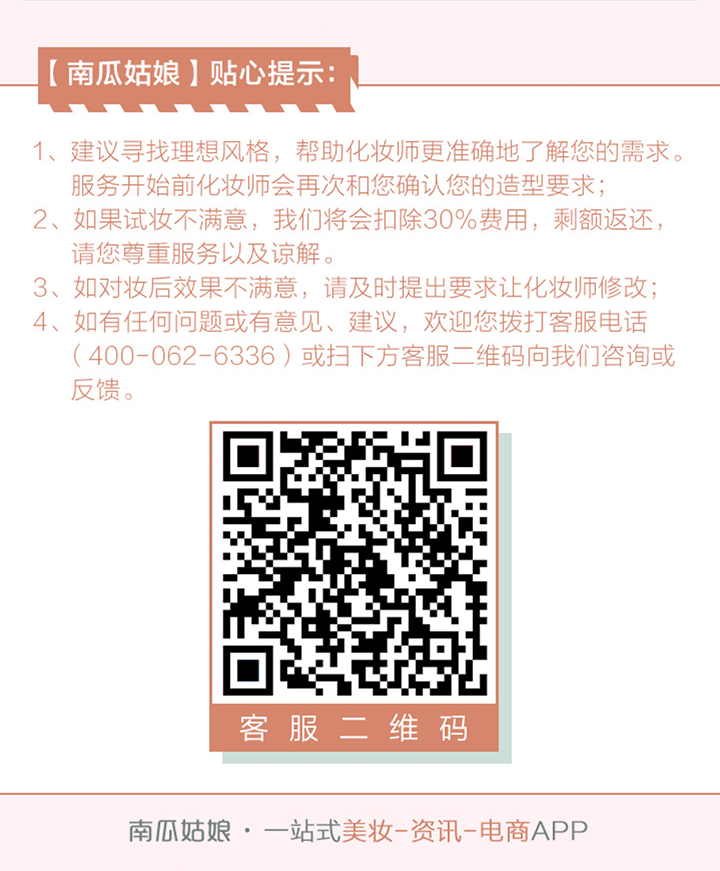 【南瓜姑娘】贴心提示：
1、建议寻找理想风格，帮助化妆师更准确地了解您的需求。
服务开始前化妆师会再次和您确认您的造型要求；
2、如果试妆不满意，我们将会扣除30%费用，剩额返还，
请您尊重服务以及谅解。
3、如对妆后效果不满意，请及时提出要求让化妆师修改；
4、如有任何问题或有意见、建议，欢迎您拨打客服电话
（400-062-6336）或扫下方客服二维码向我们咨询或
反馈。
客服二维码
南瓜姑娘·一站式美妆-资讯-电商APP